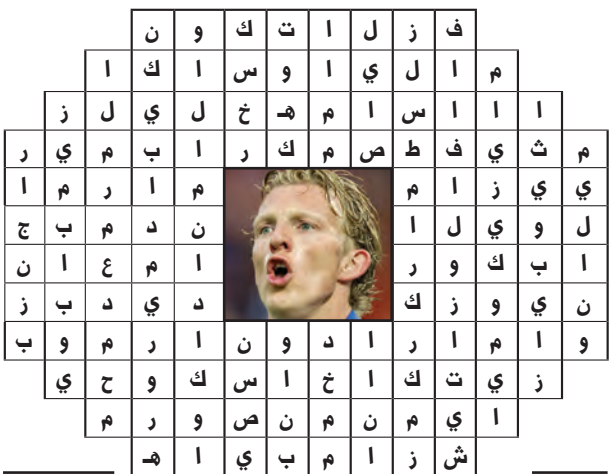 ف ز ل ا ت ك و ن
م ا ل ي ا و س ا ك ا
ا ا ا س ا م هـ خ ل ي ل ز
م ث ي ف ط ص م ك ر ا ب م ي ر
ي ي ز ا م م ا ر م ا
ل و ي ل ا ن د م ب ج
ا ب ك و ر ا م ع ا ن
ن ي و ز ك د ي د ب ز
و ا م ا ر ا د و ن ا ر م و ب
ز ي ت ك ا خ ا س ك و ح ي
ا ي م ن م ن ص و ر م
ش ز ا م ب ي ا هـ